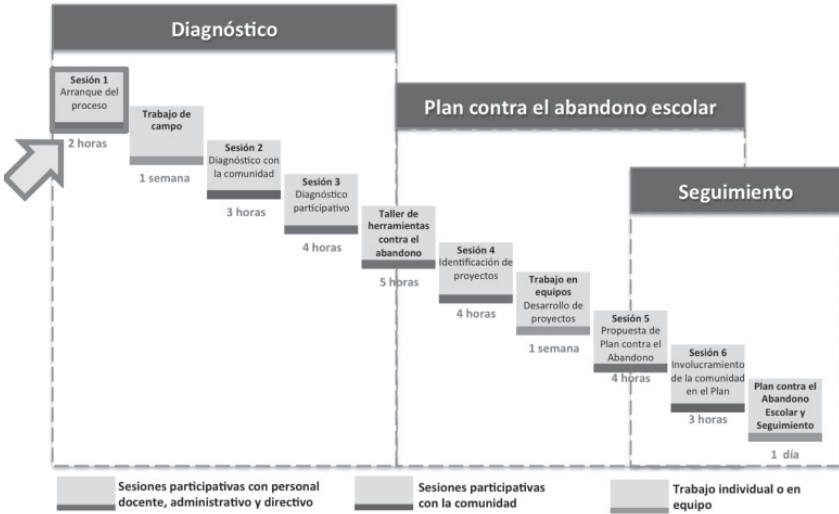 Diagnóstico
Sesión 1
Arranque del
proceso
2 horas
Trabajo de
campo
1 semana
Sesión 2
Diagnóstico con
la comunidad
3 horas
Sesión 3
Diagnóstico
participativo
4 horas
Plan contra el abandono escolar
Taller de
herramientas
contra el
abandono
5 horas
Sesión 4
Identificación de
proyectos
4 horas
Trabajo en
equipos
Desarrollo de
proyectos
1 semana
Seguimiento
Sesión 5
Propuesta de
Plan contra el
Abandono
4 horas
Sesión 6
Involucramiento
de la comunidad
en el Plan
3 horas
Plan contra el
Abandono
Escolar y
Seguimiento
1 día
Sesiones participativas con personal
docente, administrativo y directivo
Sesiones participativas
con la comunidad
Trabajo individual o en
equipo